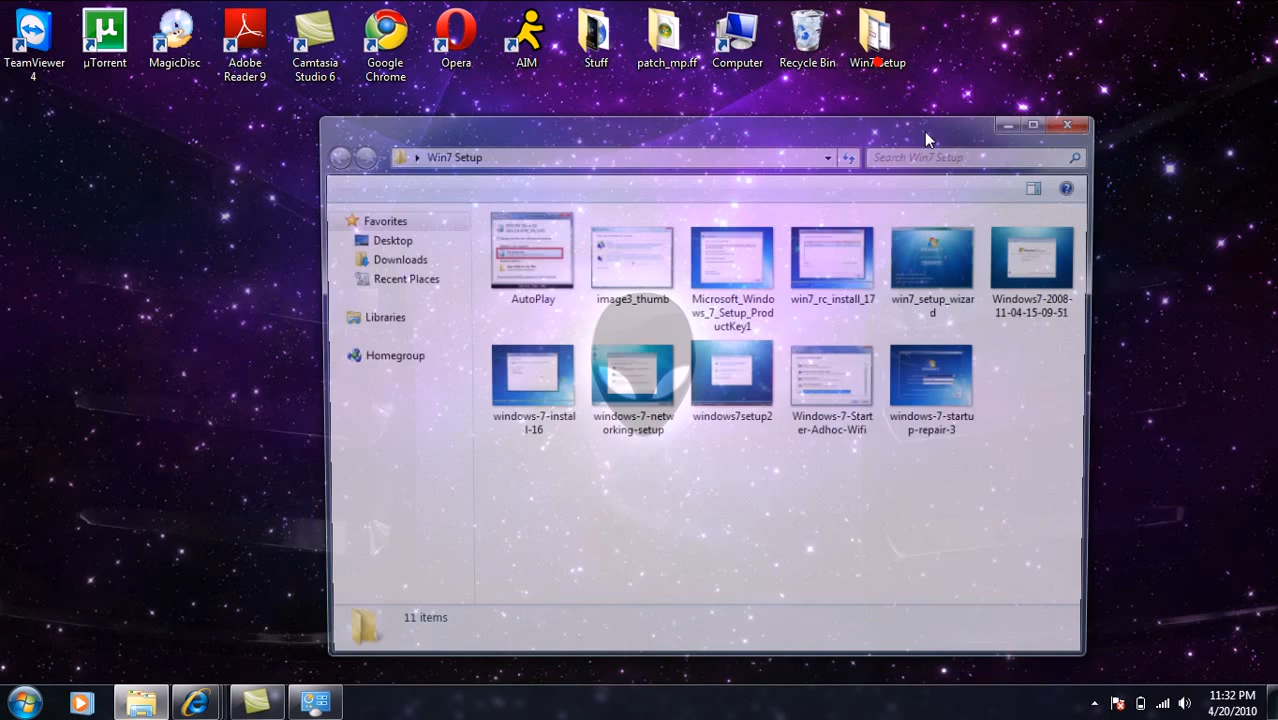 TeamViewer
4
µTorrent
MagicDisc
Adobe
Reader 9
Camtasia
Studio 6
Google
Chrome
Opera
AIM
Stuff
patch_mp.ff
Computer
Recycle Bin
Win7 Setup
Win7 Setup
Search Win7 Setup
Favorites
Desktop
Downloads
Recent Places
Libraries
Homegroup
AutoPlay
image3_thumb
Microsoft_Windo
ws_7_Setup_Prod
uctKey1
win7_rc_install_17
win7_setup_wizar
d
Windows7-2008-
11-04-15-09-51
windows-7-instal
l-16
windows-7-netw
orking-setup
windows7setup2
Windows-7-Start
er-Adhoc-Wifi
windows-7-startu
p-repair-3
11 items
11:32 PM
4/20/2010